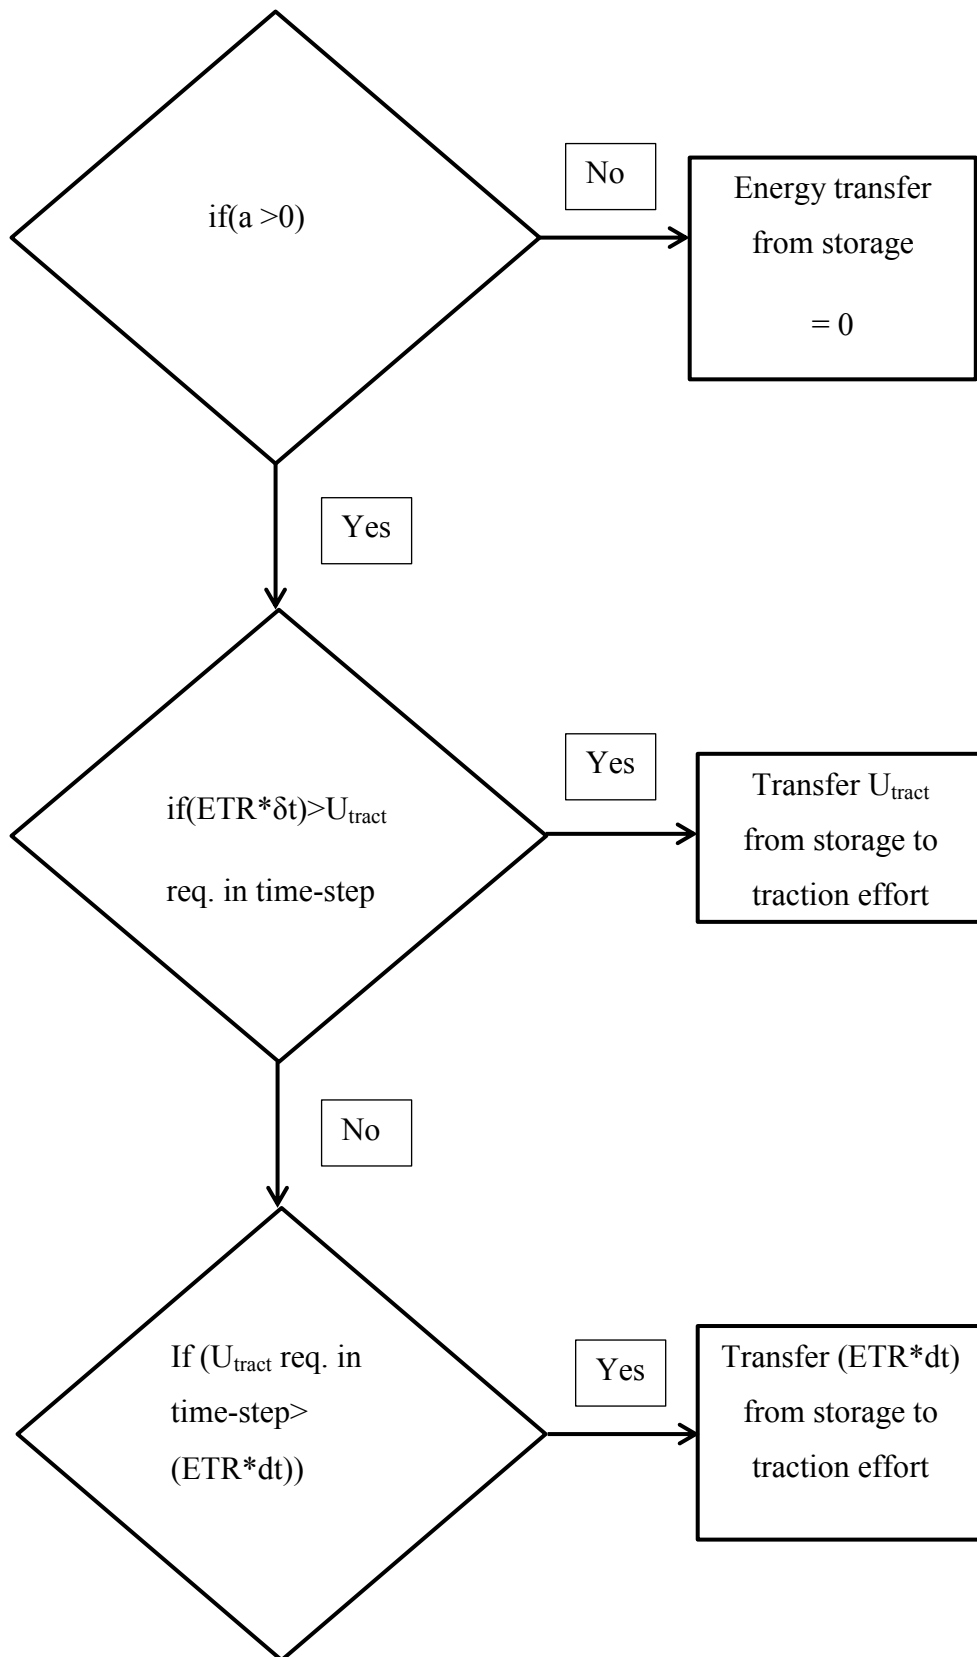 if(a >0)
No
Energy transfer
from storage
= 0
Yes
if(ETR*δt)>Utract
req. in time-step
Yes
Transfer Utract
from storage to
traction effort
No
If (Utract req. in
time-step>
(ETR*dt))
Yes
Transfer (ETR*dt)
from storage to
traction effort